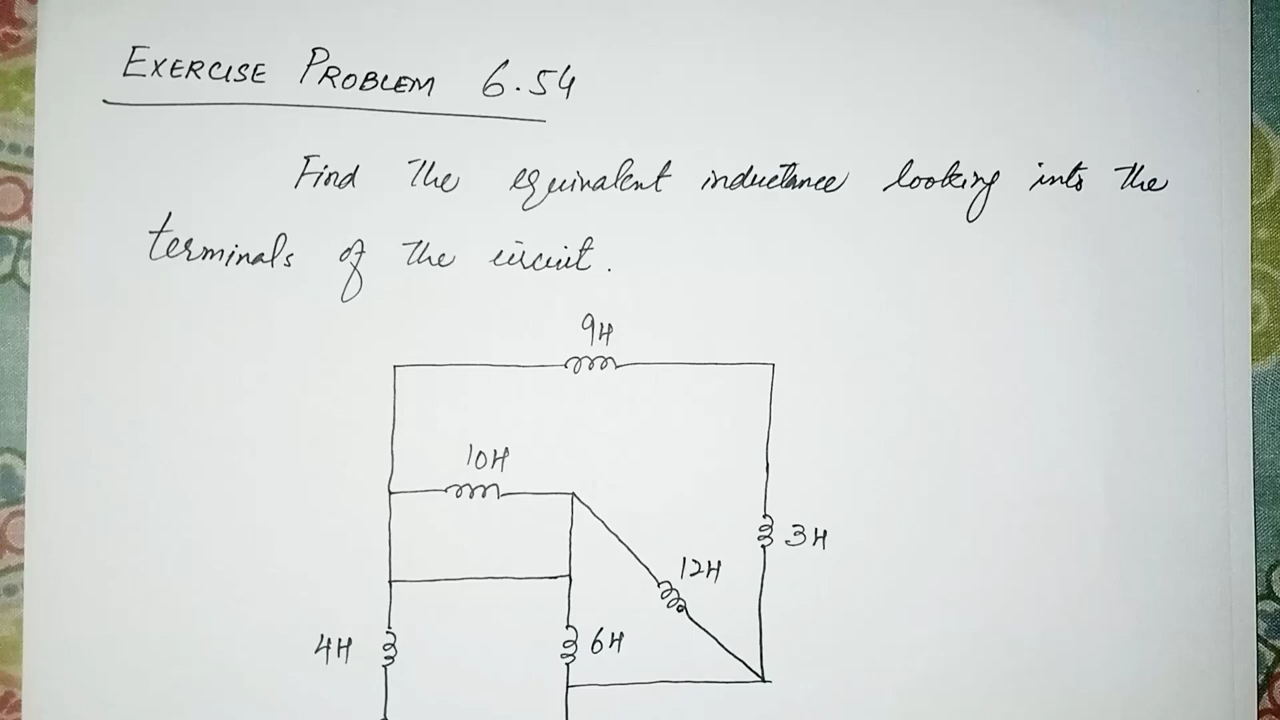 EXERCISE PROBLEM 6.54
Find The equivalent inductance looking into the
terminals of the circuit.
9H
10H
3H
12H
4H
6H